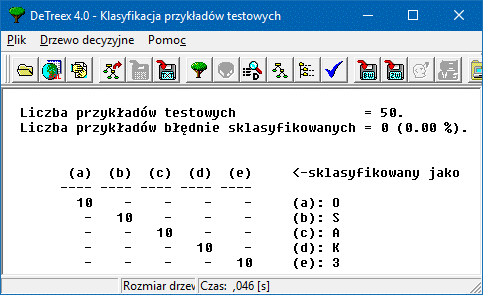 DeTreex 4.0 - Klasyfikacja przykładów testowych
Plik Drzewo decyzyjne Pomoc
Liczba przykładów testowych = 50.
Liczba przykładów błędnie sklasyfikowanych = 0 (0.00 %).
(a) (b) (c) (d) (e) <-sklasyfikowany jako
---- ---- ---- ---- ----
10 - - - - (a): O
- 10 - - - (b): S
- - 10 - - (c): A
- - - 10 - (d): K
- - - - 10 (e): 3
Rozmiar drzew Czas: ,046 [s]